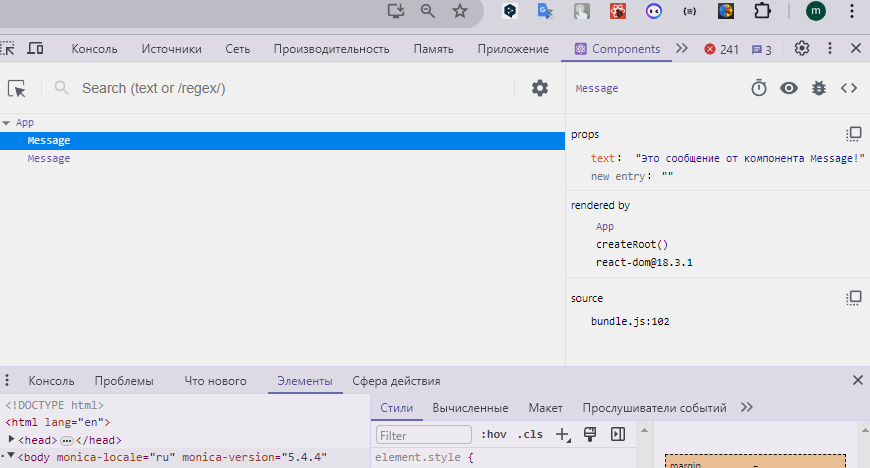 m
Консоль Источники Сеть Производительность Память Приложение Components 241 3
Search (text or /regex/)
Message
App
Message
Message
props
text: "Это сообщение от компонента Message!"
new entry: ""
rendered by
App
createRoot()
react-dom@18.3.1
source
bundle.js:102
Консоль Проблемы Что нового Элементы Сфера действия
<!DOCTYPE html>
<html lang="en">
<head> </head>
<body monica-locale="ru" monica-version="5.4.4"
Стили Вычисленные Макет Прослушиватели событий
Filter :hov .cls
element.style {
margin